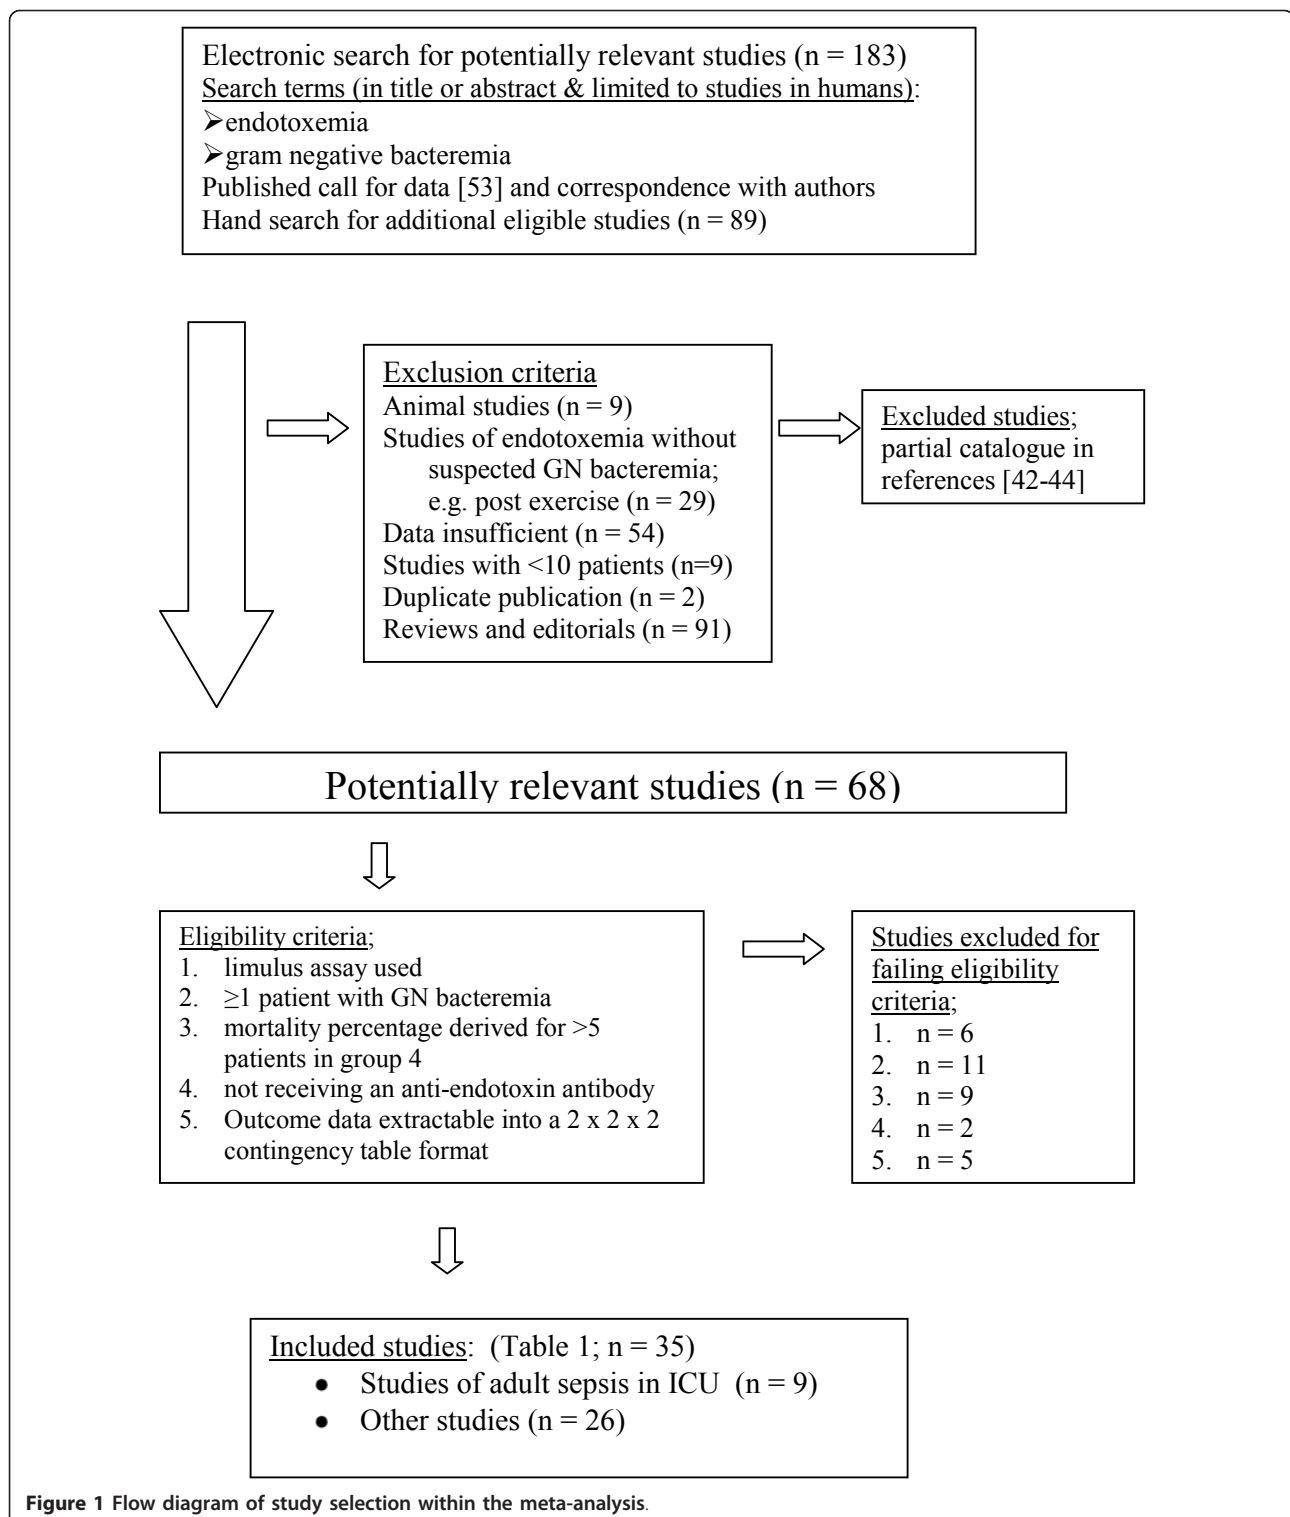 Electronic search for potentially relevant studies (n = 183)
Search terms (in title or abstract & limited to studies in humans):
➢endotoxemia
➢gram negative bacteremia
Published call for data [53] and correspondence with authors
Hand search for additional eligible studies (n = 89)
Exclusion criteria
Animal studies (n = 9)
Studies of endotoxemia without
suspected GN bacteremia;
e.g. post exercise (n = 29)
Data insufficient (n = 54)
Studies with <10 patients (n=9)
Duplicate publication (n = 2)
Reviews and editorials (n = 91)
Excluded studies;
partial catalogue in
references [42-44]
Potentially relevant studies (n = 68)
Eligibility criteria;
1. limulus assay used
2. ≥1 patient with GN bacteremia
3. mortality percentage derived for >5
patients in group 4
4. not receiving an anti-endotoxin antibody
5. Outcome data extractable into a 2 x 2 x 2
contingency table format
Studies excluded for
failing eligibility
criteria;
1. n = 6
2. n = 11
3. n = 9
4. n = 2
5. n = 5
Included studies: (Table 1; n = 35)
● Studies of adult sepsis in ICU (n = 9)
● Other studies (n = 26)
Figure 1 Flow diagram of study selection within the meta-analysis.